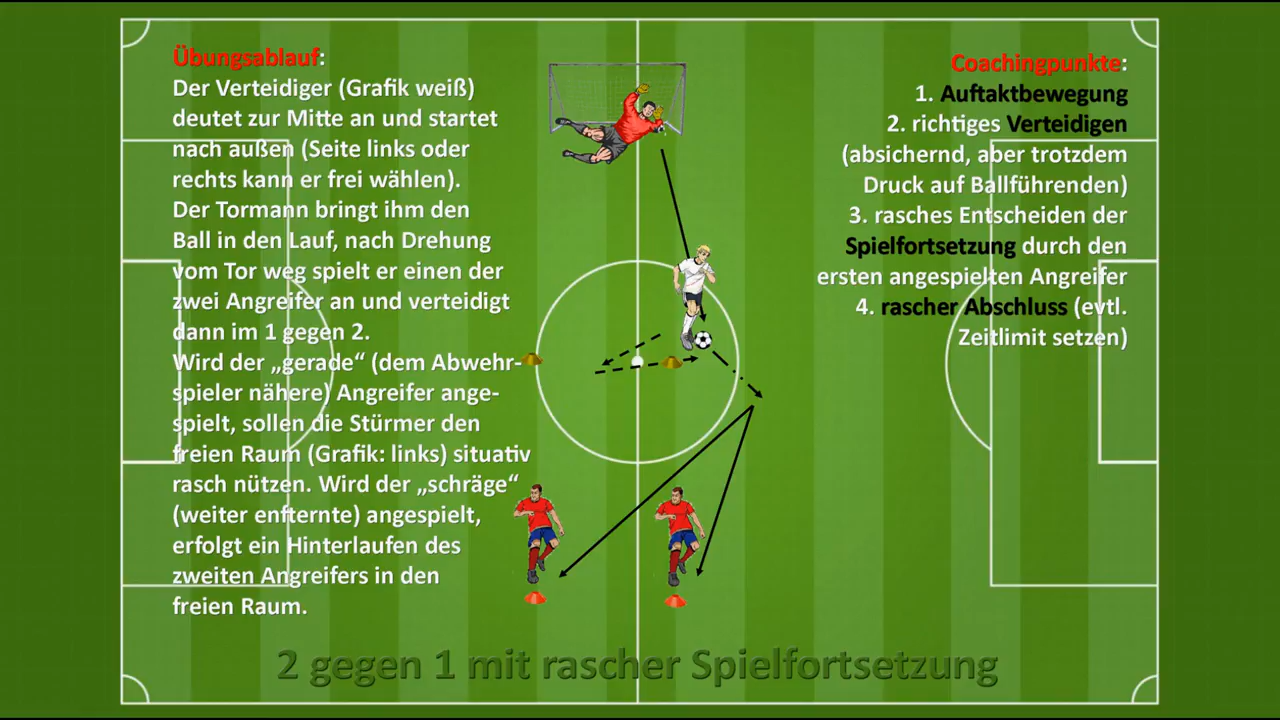 Übungsablauf:
Der Verteidiger (Grafik weiß)
deutet zur Mitte an und startet
nach außen (Seite links oder
rechts kann er frei wählen).
Der Tormann bringt ihm den
Ball in den Lauf, nach Drehung
vom Tor weg spielt er einen der
zwei Angreifer an und verteidigt
dann im 1 gegen 2.
Wird der „gerade“ (dem Abwehr-
spieler nähere) Angreifer ange-
spielt, sollen die Stürmer den
freien Raum (Grafik: links) situativ
rasch nützen. Wird der „schräge“
(weiter entfernte) angespielt,
erfolgt ein Hinterlaufen des
zweiten Angreifers in den
freien Raum.
Coachingpunkte:
1. Auftaktbewegung
2. richtiges Verteidigen
(absichernd, aber trotzdem
Druck auf Ballführenden)
3. rasches Entscheiden der
Spielfortsetzung durch den
ersten angespielten Angreifer
4. rascher Abschluss (evtl.
Zeitlimit setzen)
2 gegen 1 mit rascher Spielfortsetzung